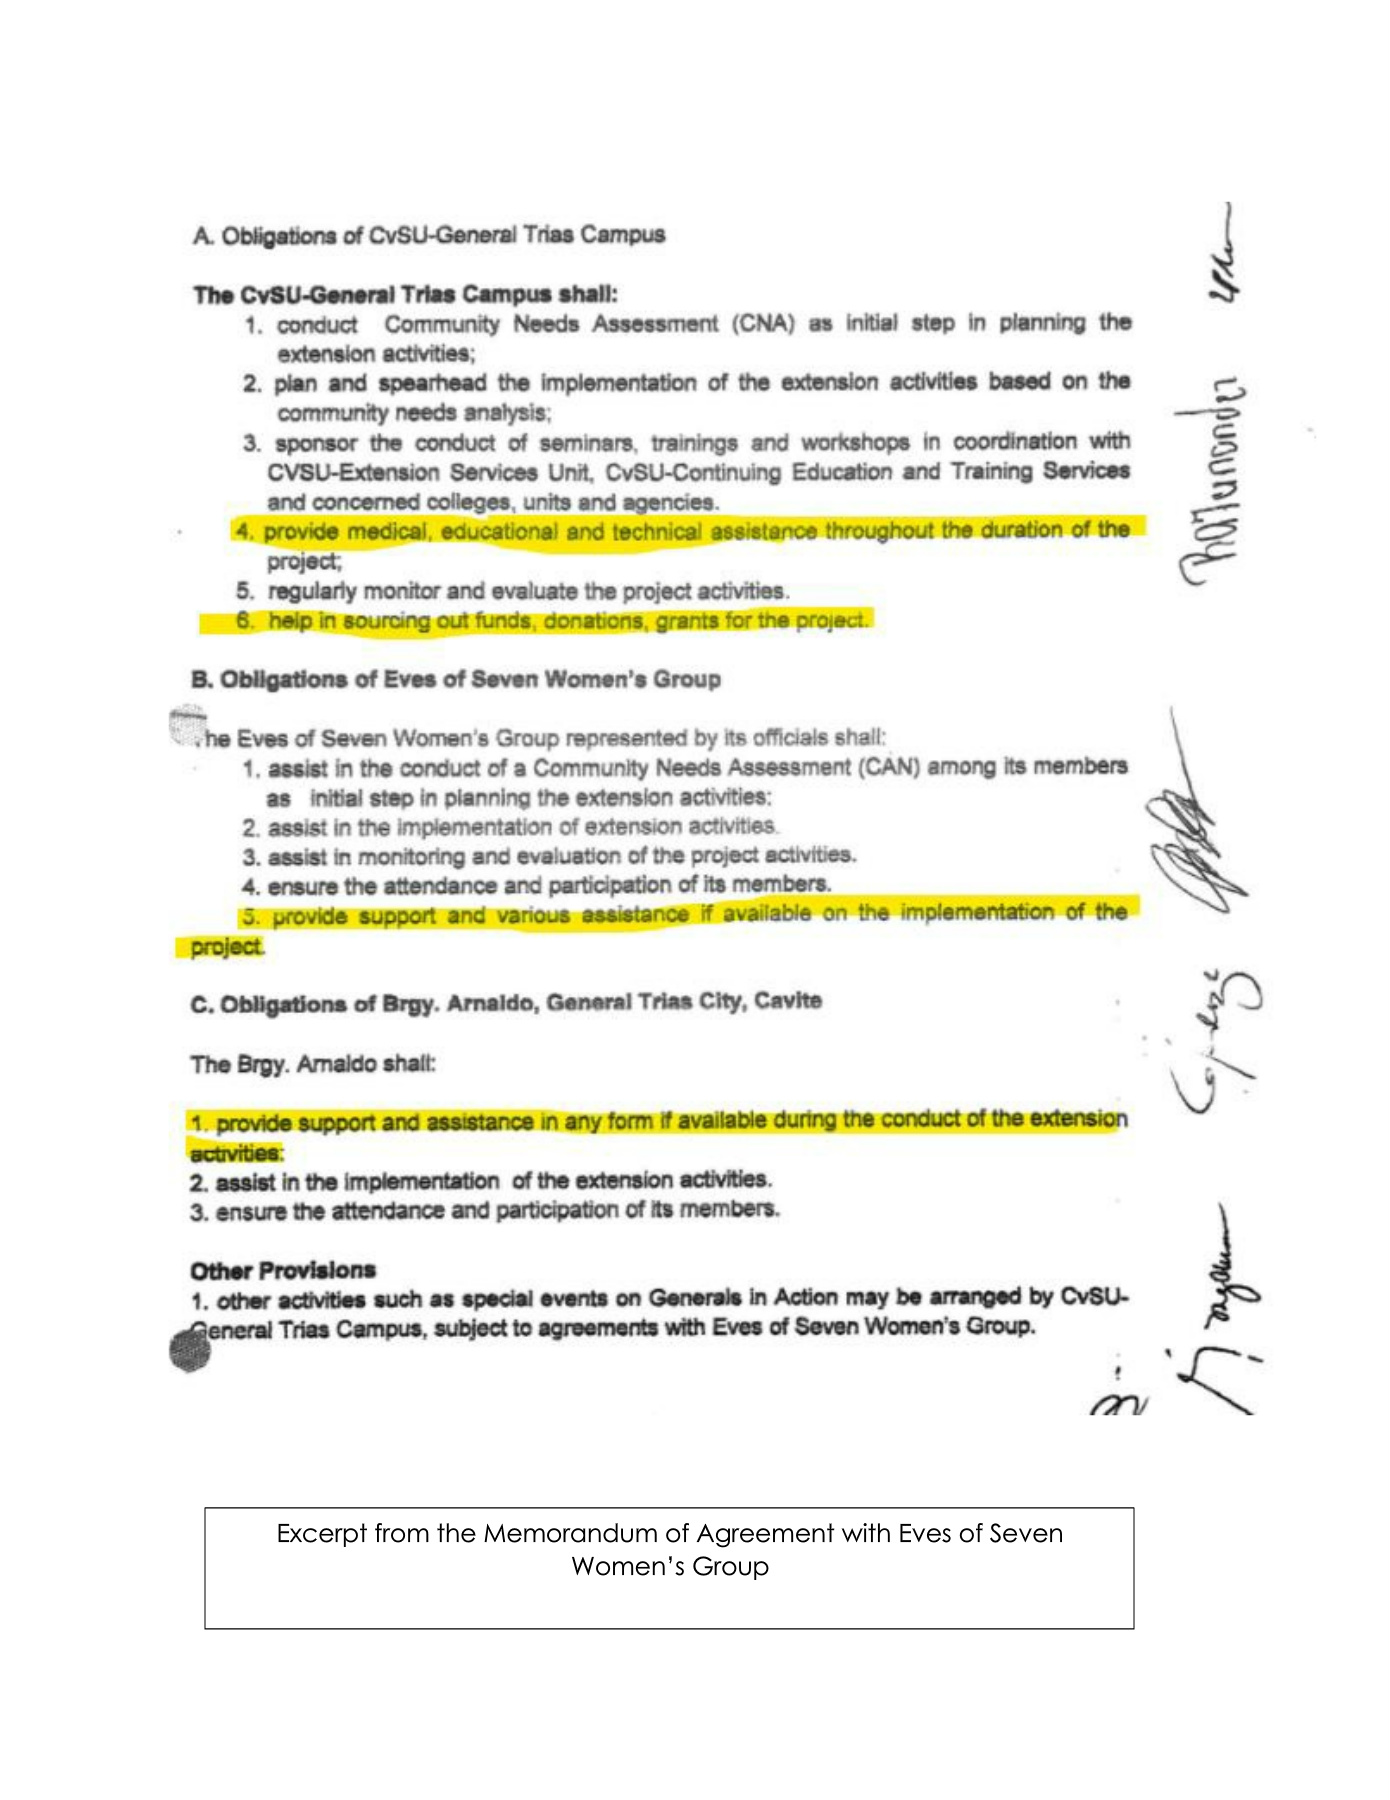 A. Obligations of CvSU-General Trias Campus
The CvSU-General Trias Campus shall:
1. conduct Community Needs Assessment (CNA) as initial step in planning the
extension activities;
2. plan and spearhead the implementation of the extension activities based on the
community needs analysis;
3. sponsor the conduct of seminars, trainings and workshops in coordination with
CVSU-Extension Services Unit, CvSU-Continuing Education and Training Services
and concerned colleges, units and agencies.
4. provide medical, educational and technical assistance throughout the duration of the
project;
5. regularly monitor and evaluate the project activities.
6. help in sourcing out funds, donations, grants for the project.
B. Obligations of Eves of Seven Women's Group
he Eves of Seven Women's Group represented by its officials shall:
1. assist in the conduct of a Community Needs Assessment (CAN) among its members
as initial step in planning the extension activities:
2. assist in the implementation of extension activities.
3. assist in monitoring and evaluation of the project activities.
4. ensure the attendance and participation of its members.
5. provide support and various assistance if available on the implementation of the
project.
C. Obligations of Brgy. Arnaldo, General Trias City, Cavite
The Brgy. Arnaldo shall:
1. provide support and assistance in any form if available during the conduct of the extension
activities:
2. assist in the implementation of the extension activities.
3. ensure the attendance and participation of its members.
Other Provisions
1. other activities such as special events on Generals in Action may be arranged by CvSU-
General Trias Campus, subject to agreements with Eves of Seven Women's Group.
Excerpt from the Memorandum of Agreement with Eves of Seven
Women's Group